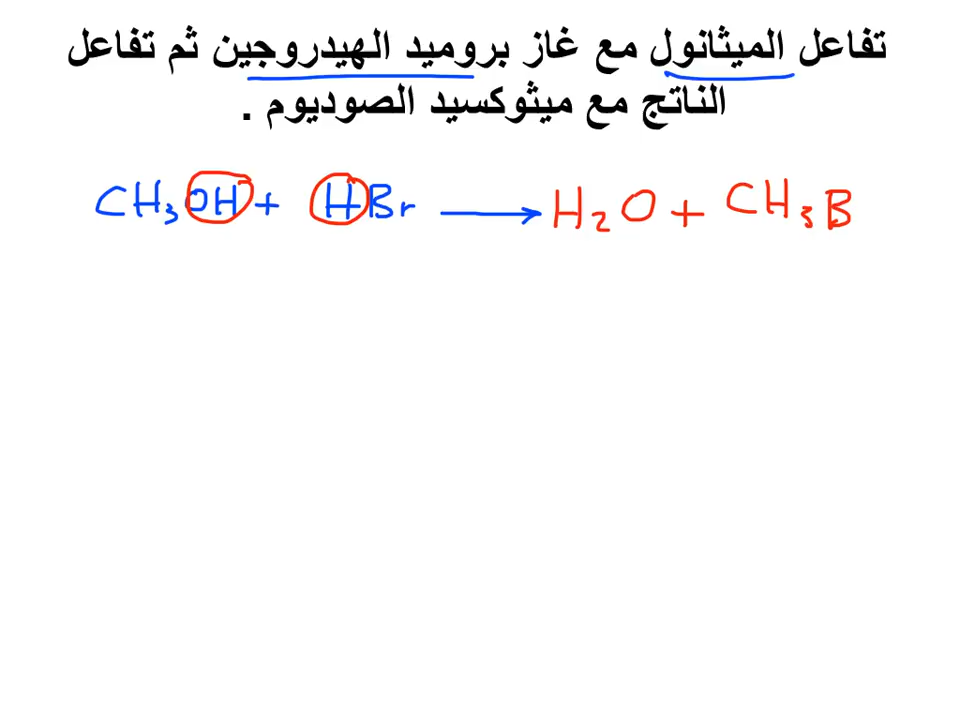 تفاعل الميثانول مع غاز بروميد الهيدروجين ثم تفاعل
الناتج مع ميثوكسيد الصوديوم .
CH₃OH + HBr ⟶ H₂O + CH₃B